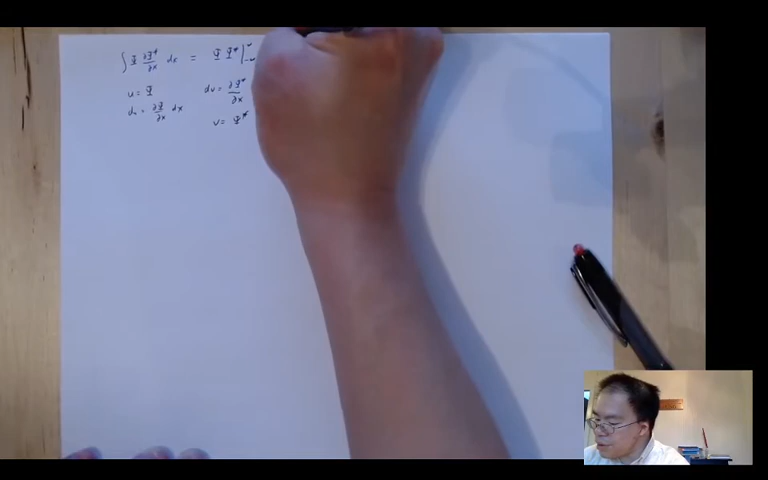 ∫ Ψ ∂Ψ*/∂x dx = Ψ Ψ* |
u = Ψ dv = ∂Ψ*/∂x
du = ∂Ψ/∂x dx
v = Ψ*